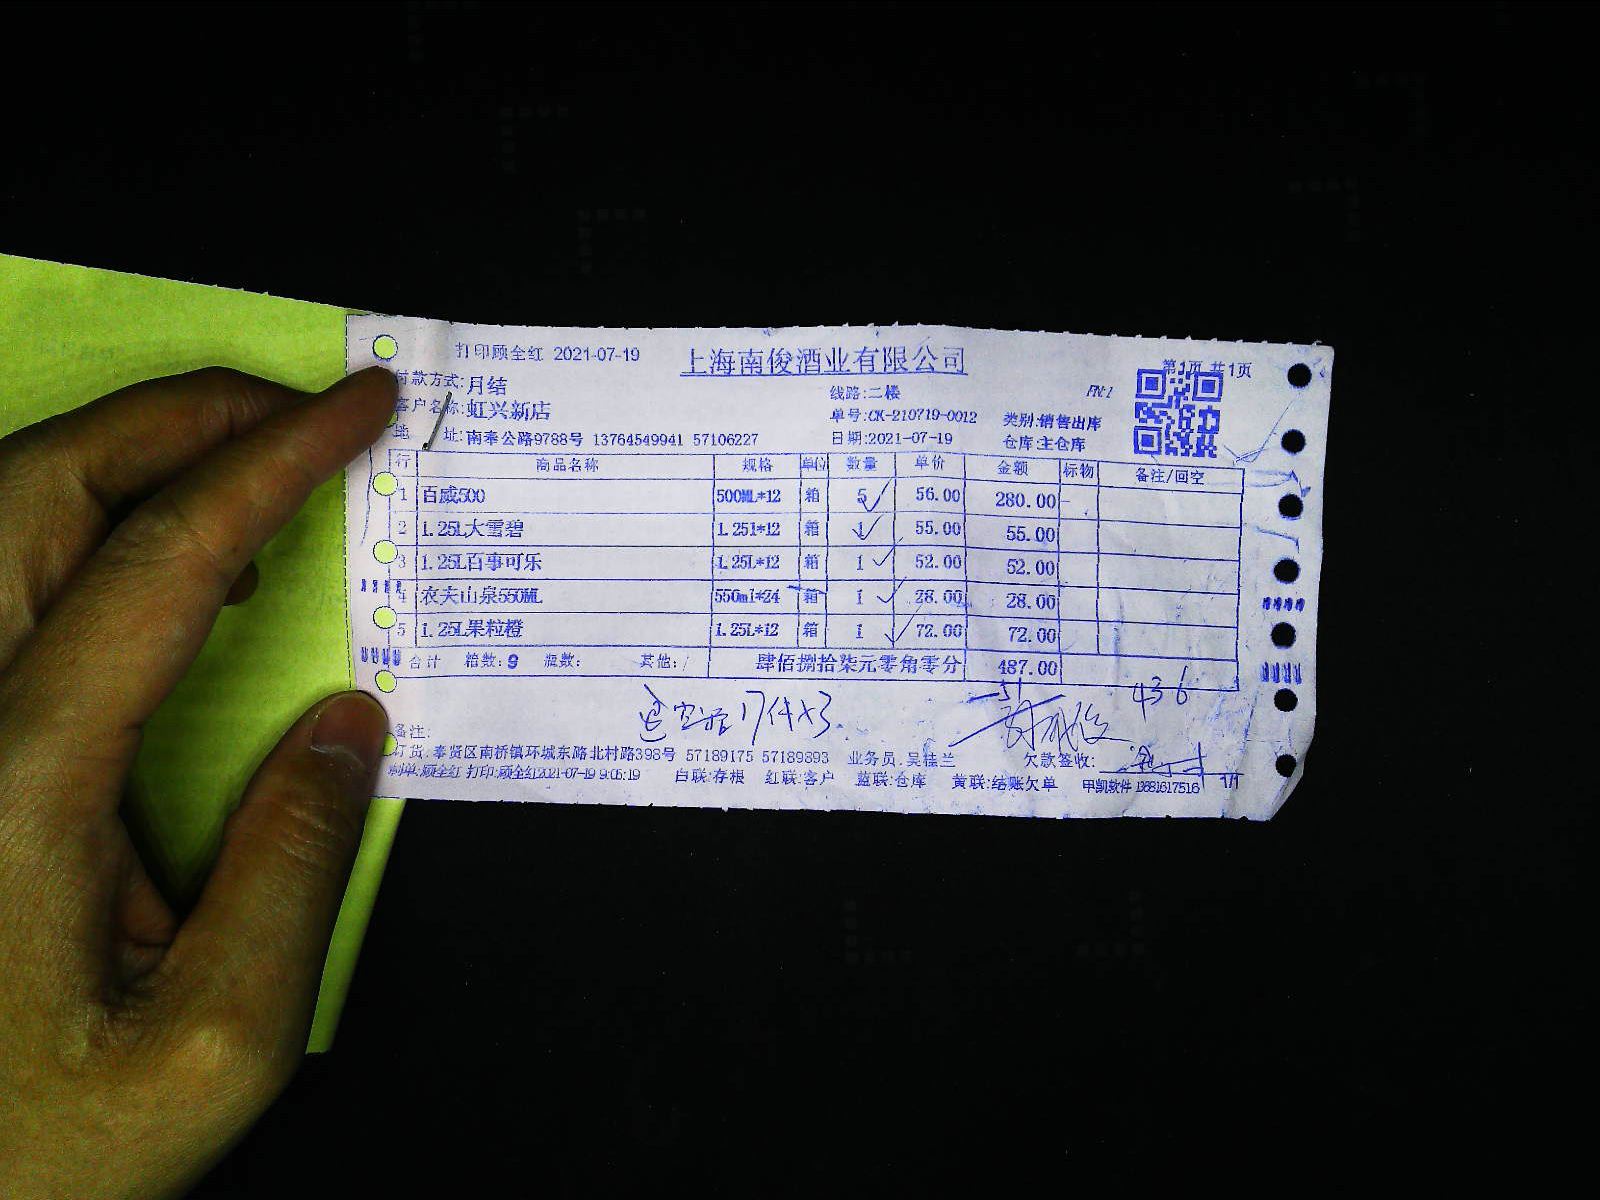 打印顾全红 2021-07-19 上海南俊酒业有限公司 第1页 共1页
付款方式:月结 线路:二楼
客户名称:虹兴新店 单号:CK-210719-0012 类别:销售出库
地 址:南奉公路9788号 13764549941 57106227 日期:2021-07-19 仓库:主仓库
行 商品名称 规格 单位 数量 单价 金额 标物 备注/回空
1 百威500 500ML*12 箱 5 56.00 280.00
2 1.25L大雪碧 1.25l*12 箱 1 55.00 55.00
3 1.25L百事可乐 1.25L*12 箱 1 52.00 52.00
4 农夫山泉550ML 550ml*24 箱 1 28.00 28.00
5 1.25L果粒橙 1.25L*12 箱 1 72.00 72.00
合计 箱数:9 瓶数: 其他:/ 肆佰捌拾柒元零角零分 487.00
17件×3 -51 436
备注:
订货:奉贤区南桥镇环城东路北村路398号 57189175 57189893 业务员:吴桂兰 欠款签收:
制单:顾全红 打印:顾全红2021-07-19 9:05:19 白联:存根 红联:客户 蓝联:仓库 黄联:结账欠单 甲凯软件 13681617516 1/1